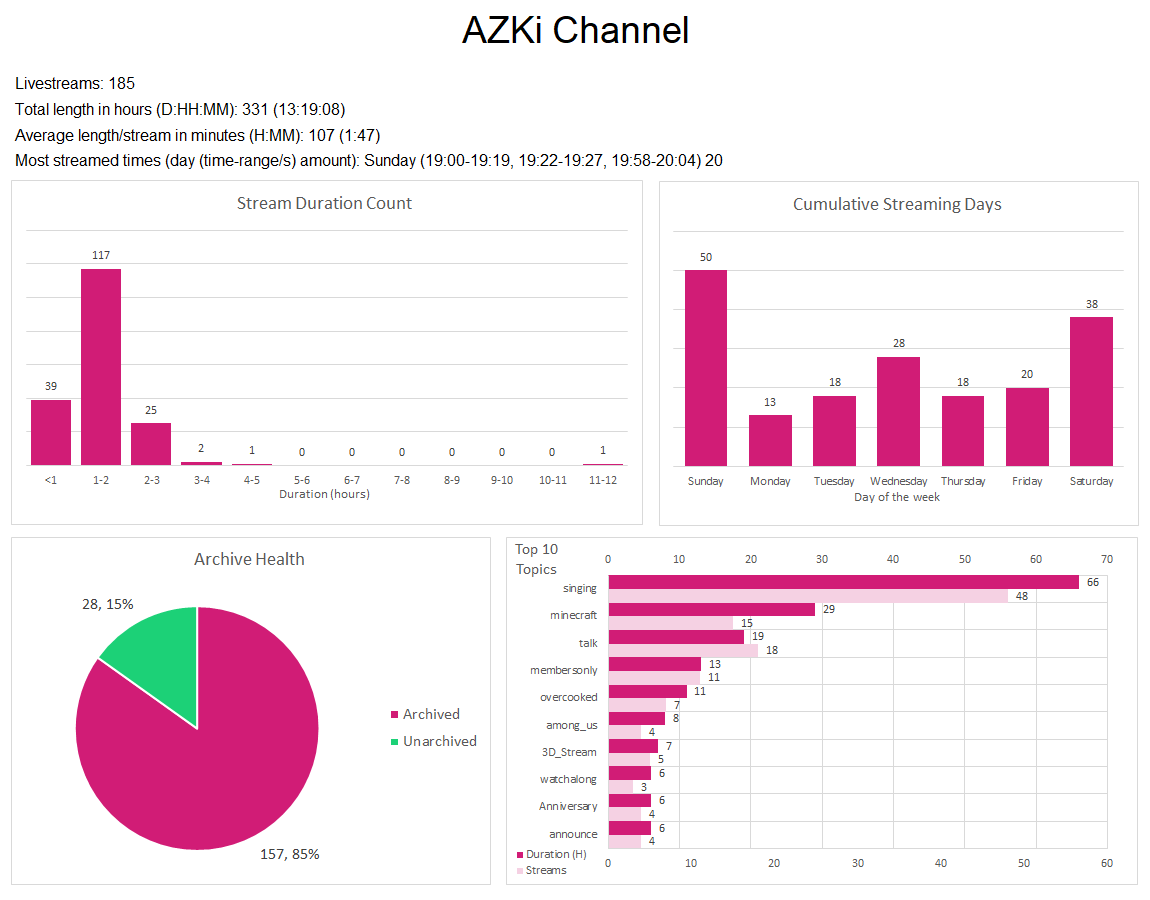 AZKi Channel
Livestreams: 185
Total length in hours (D:HH:MM): 331 (13:19:08)
Average length/stream in minutes (H:MM): 107 (1:47)
Most streamed times (day (time-range/s) amount): Sunday (19:00-19:19, 19:22-19:27, 19:58-20:04) 20
Stream Duration Count
117
39
25
2
1
0
0
0
0
0
0
1
<1
1-2
2-3
3-4
4-5
5-6
6-7
7-8
8-9
9-10
10-11
11-12
Duration (hours)
Cumulative Streaming Days
50
13
18
28
18
20
38
Sunday
Monday
Tuesday
Wednesday
Thursday
Friday
Saturday
Day of the week
Archive Health
28, 15%
157, 85%
Archived
Unarchived
Top 10
Topics
0
10
20
30
40
50
60
70
singing
66
48
minecraft
29
15
talk
19
18
membersonly
13
11
overcooked
11
7
among_us
8
4
3D_Stream
7
5
watchalong
6
3
Anniversary
6
4
announce
6
4
Duration (H)
Streams
0
10
20
30
40
50
60